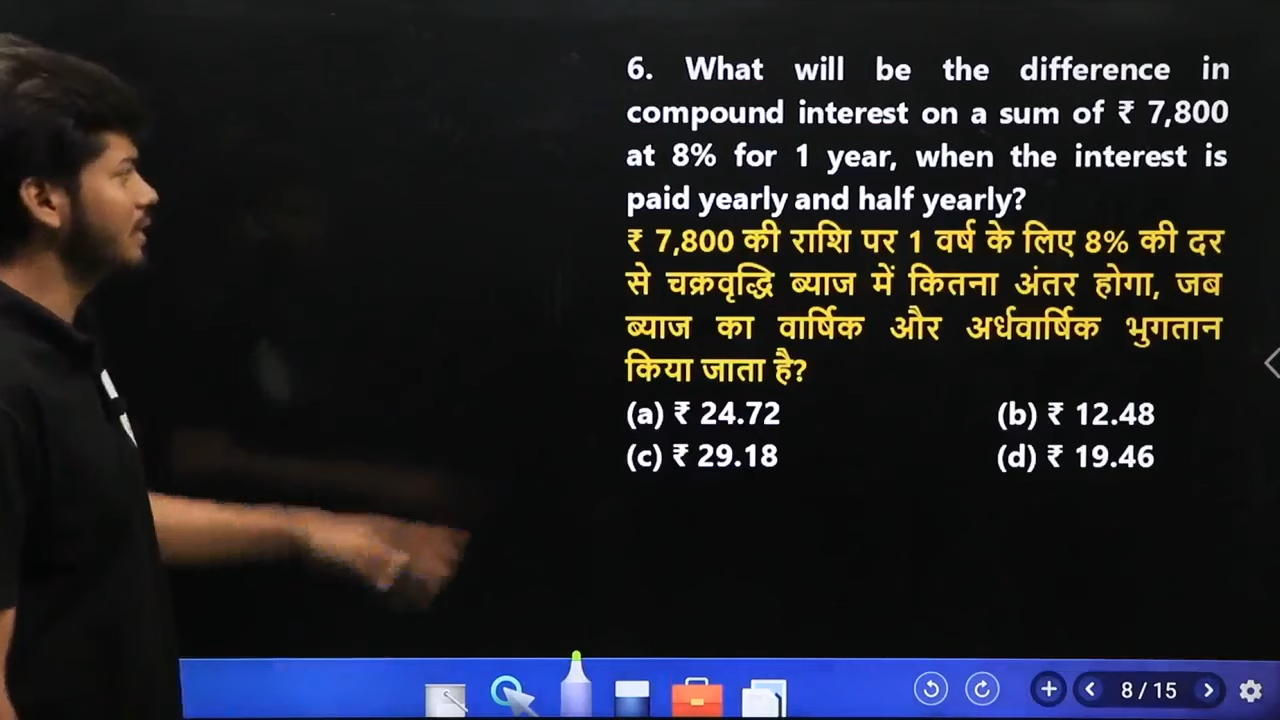 6. What will be the difference in
compound interest on a sum of ₹ 7,800
at 8% for 1 year, when the interest is
paid yearly and half yearly?
₹ 7,800 की राशि पर 1 वर्ष के लिए 8% की दर
से चक्रवृद्धि ब्याज में कितना अंतर होगा, जब
ब्याज का वार्षिक और अर्धवार्षिक भुगतान
किया जाता है?
(a) ₹ 24.72 (b) ₹ 12.48
(c) ₹ 29.18 (d) ₹ 19.46
8 / 15